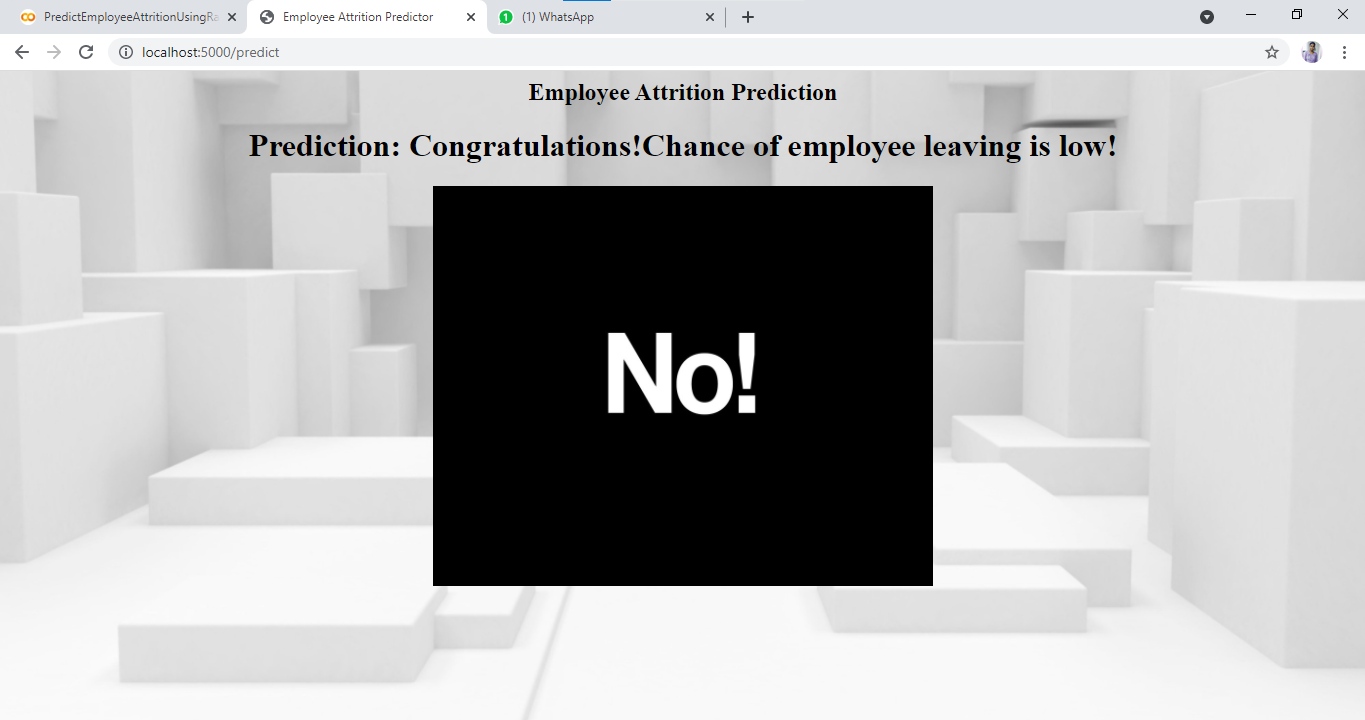 PredictEmployeeAttritionUsingRa
Employee Attrition Predictor
(1) WhatsApp
localhost:5000/predict
Employee Attrition Prediction
Prediction: Congratulations!Chance of employee leaving is low!
No!